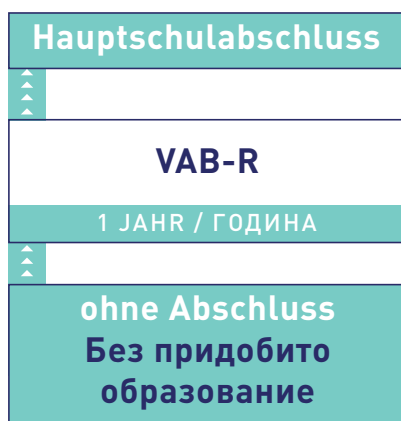 Hauptschulabschluss
VAB-R
1 JAHR / ГОДИНА
ohne Abschluss
Без придобито
образование